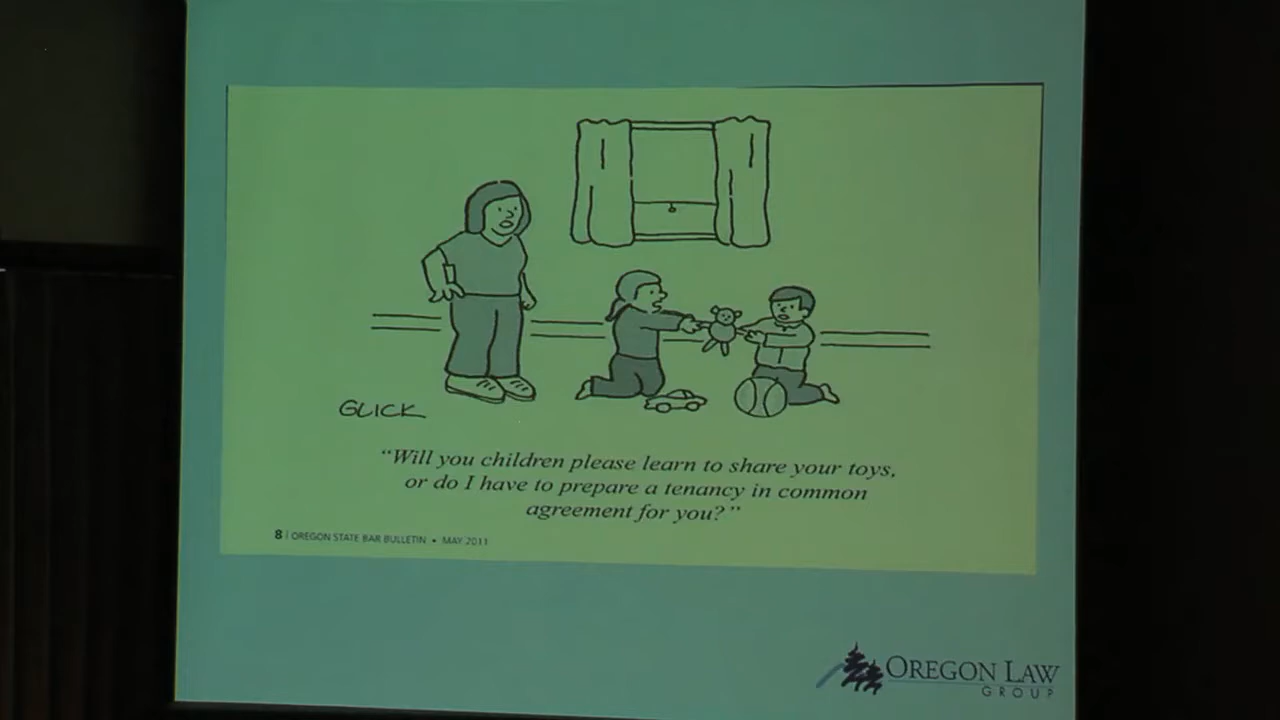 GLICK
“Will you children please learn to share your toys,
or do I have to prepare a tenancy in common
agreement for you?”
8 | OREGON STATE BAR BULLETIN • MAY 2011
OREGON LAW
GROUP